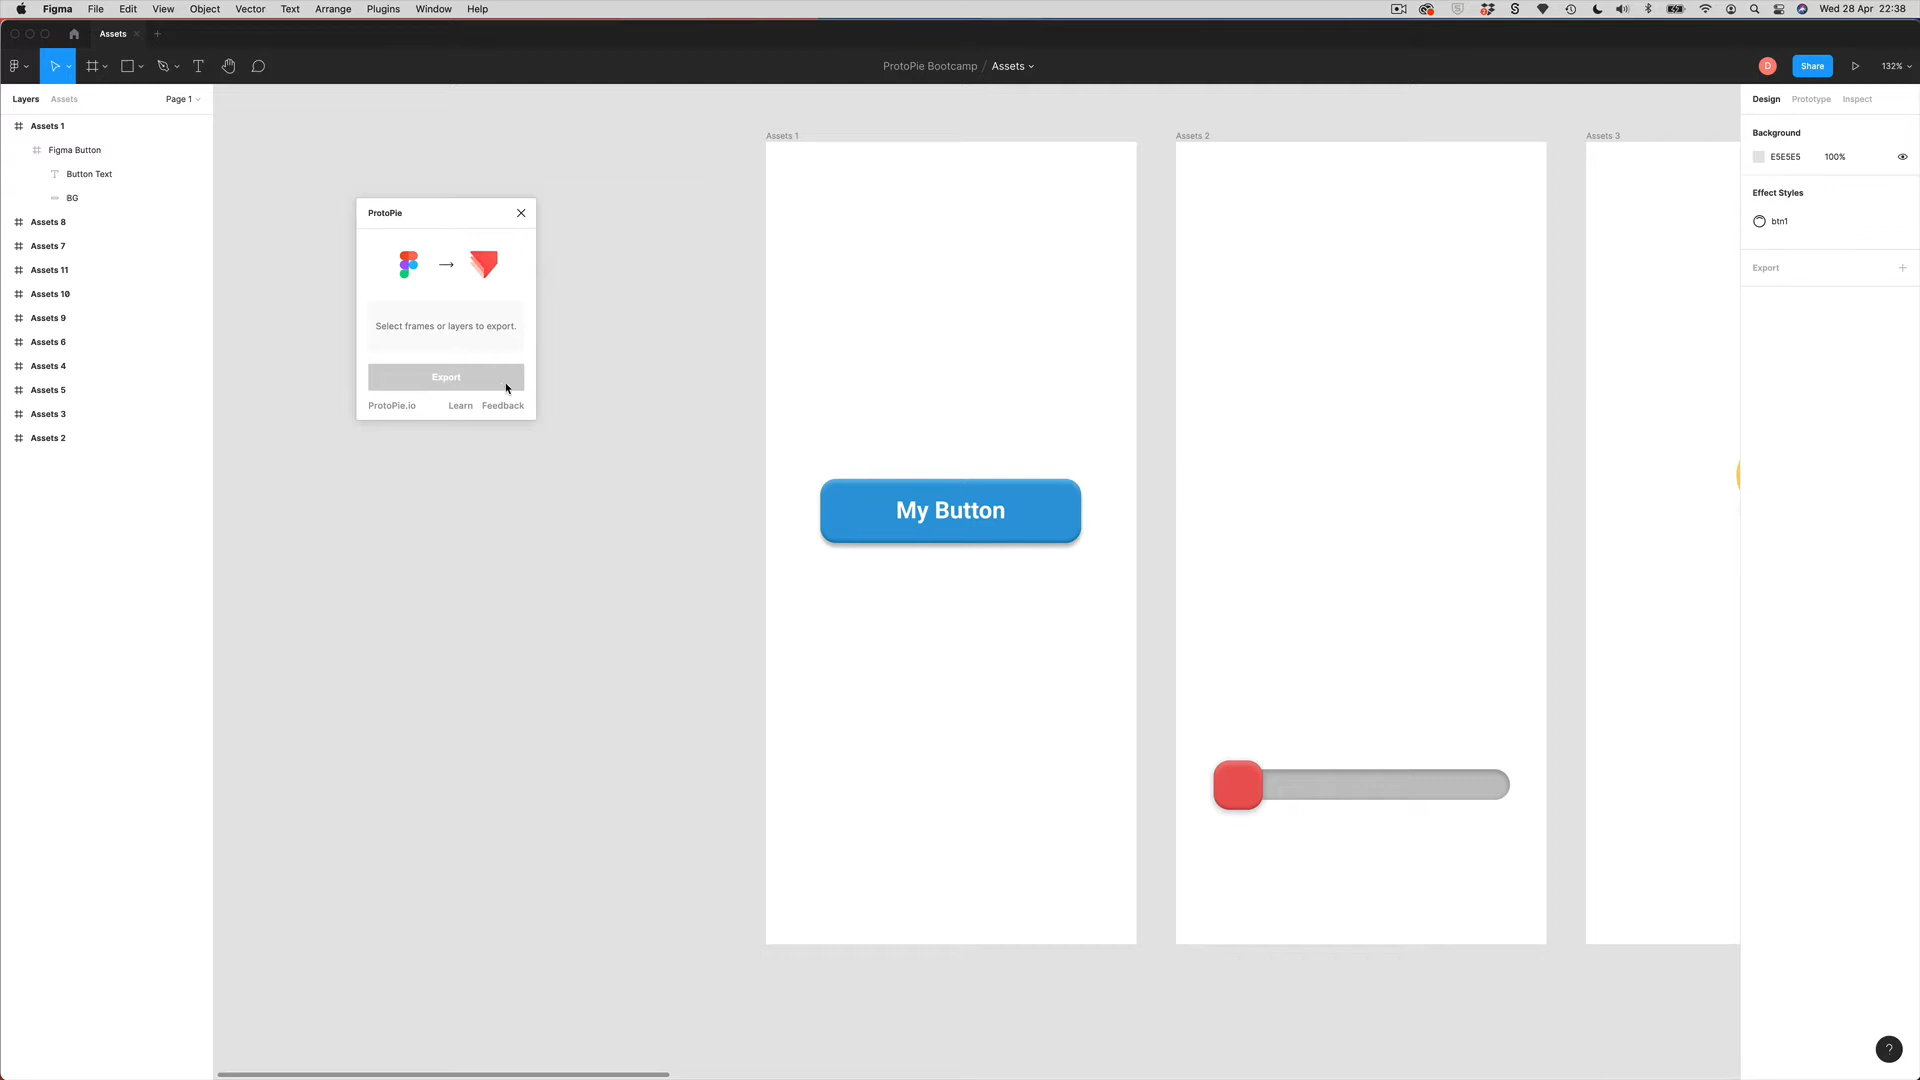 Figma File Edit View Object Vector Text Arrange Plugins Window Help Wed 28 Apr 22:38
Assets
ProtoPie Bootcamp / Assets D Share 132%
Layers Assets Page 1
Assets 1
Figma Button
Button Text
BG
Assets 8
Assets 7
Assets 11
Assets 10
Assets 9
Assets 6
Assets 4
Assets 5
Assets 3
Assets 2
ProtoPie
Select frames or layers to export.
Export
ProtoPie.io Learn Feedback
Assets 1
My Button
Assets 2
Assets 3
Design Prototype Inspect
Background
E5E5E5 100%
Effect Styles
btn1
Export
?